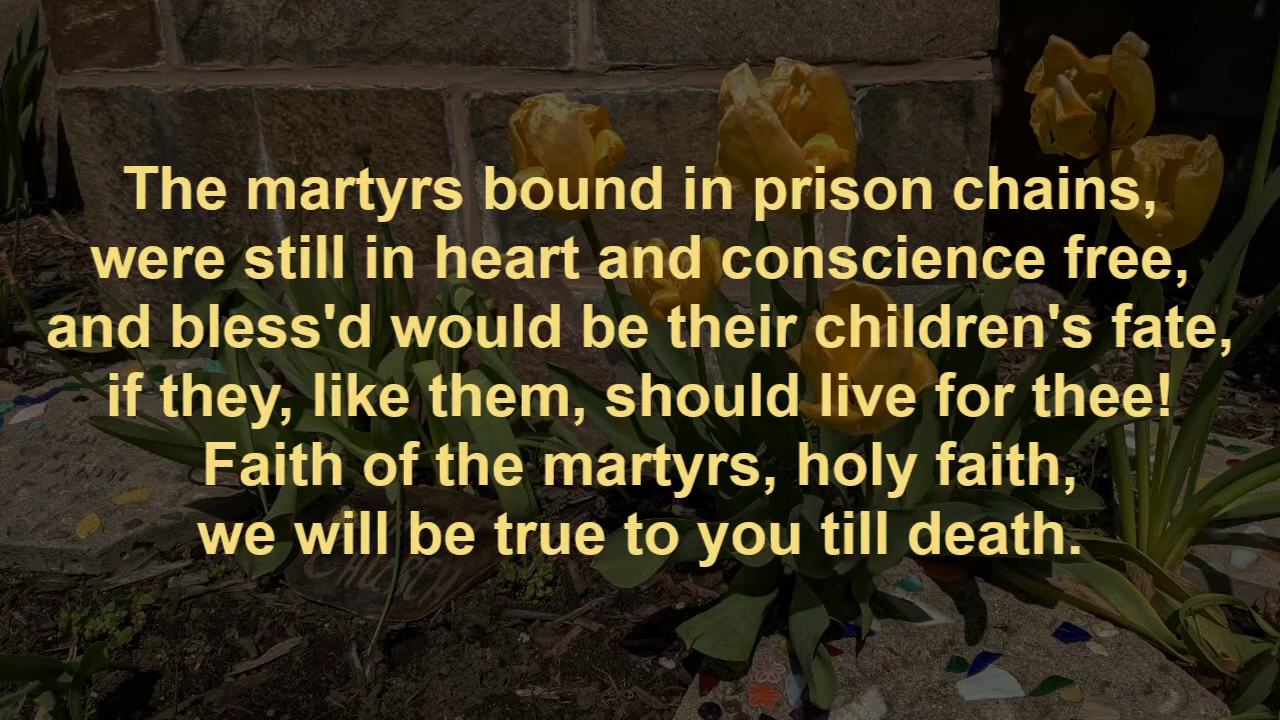 The martyrs bound in prison chains,
were still in heart and conscience free,
and bless'd would be their children's fate,
if they, like them, should live for thee!
Faith of the martyrs, holy faith,
we will be true to you till death.
CHURCH